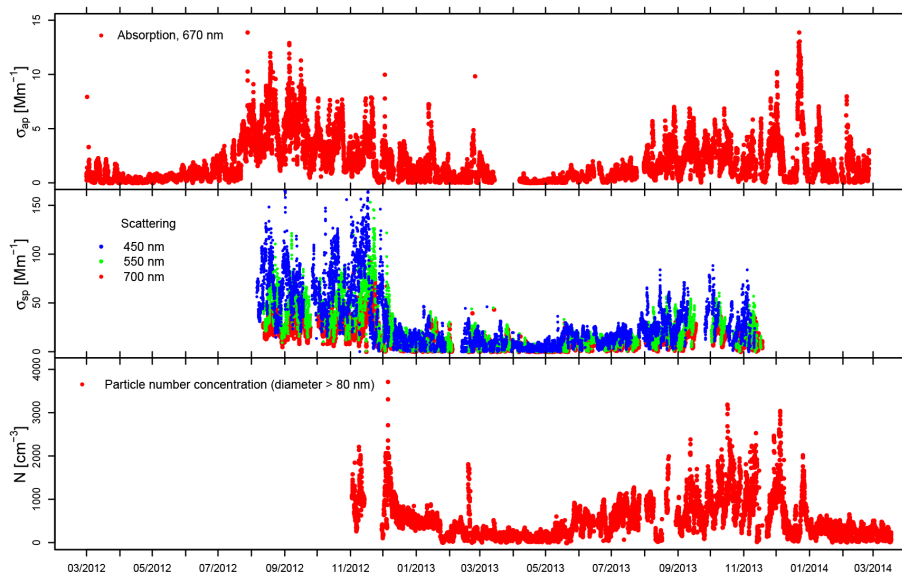 15
10
5
0
σap [Mm−1]
Absorption, 670 nm
150
100
50
0
σsp [Mm−1]
Scattering
450 nm
550 nm
700 nm
4000
3000
2000
1000
0
N [cm−3]
Particle number concentration (diameter > 80 nm)
03/2012 05/2012 07/2012 09/2012 11/2012 01/2013 03/2013 05/2013 07/2013 09/2013 11/2013 01/2014 03/2014